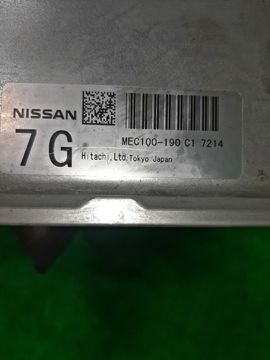 NISSAN
7G
MEC100-190 C1 7214
Hitachi,Ltd.Tokyo Japan